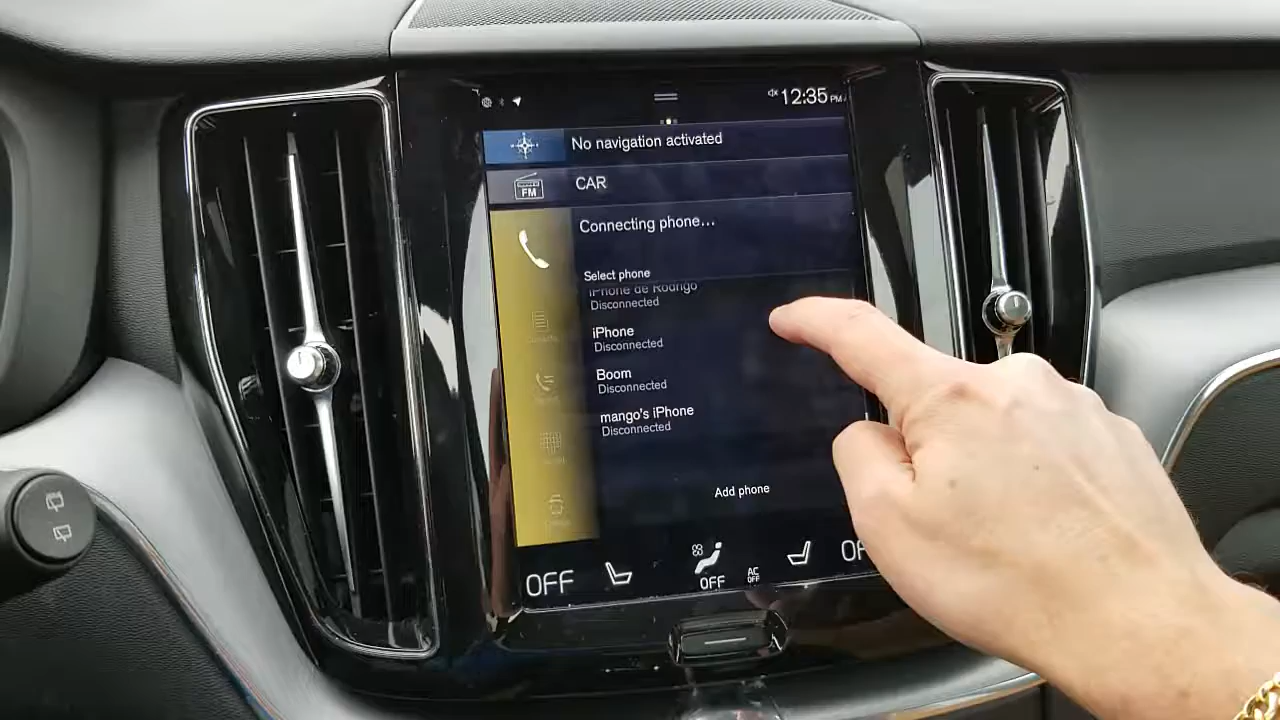 12:35 PM
No navigation activated
FM
CAR
Connecting phone...
Select phone
iPhone de Rodrigo
Disconnected
iPhone
Disconnected
Boom
Disconnected
mango's iPhone
Disconnected
Add phone
OFF
OFF
AC
OFF